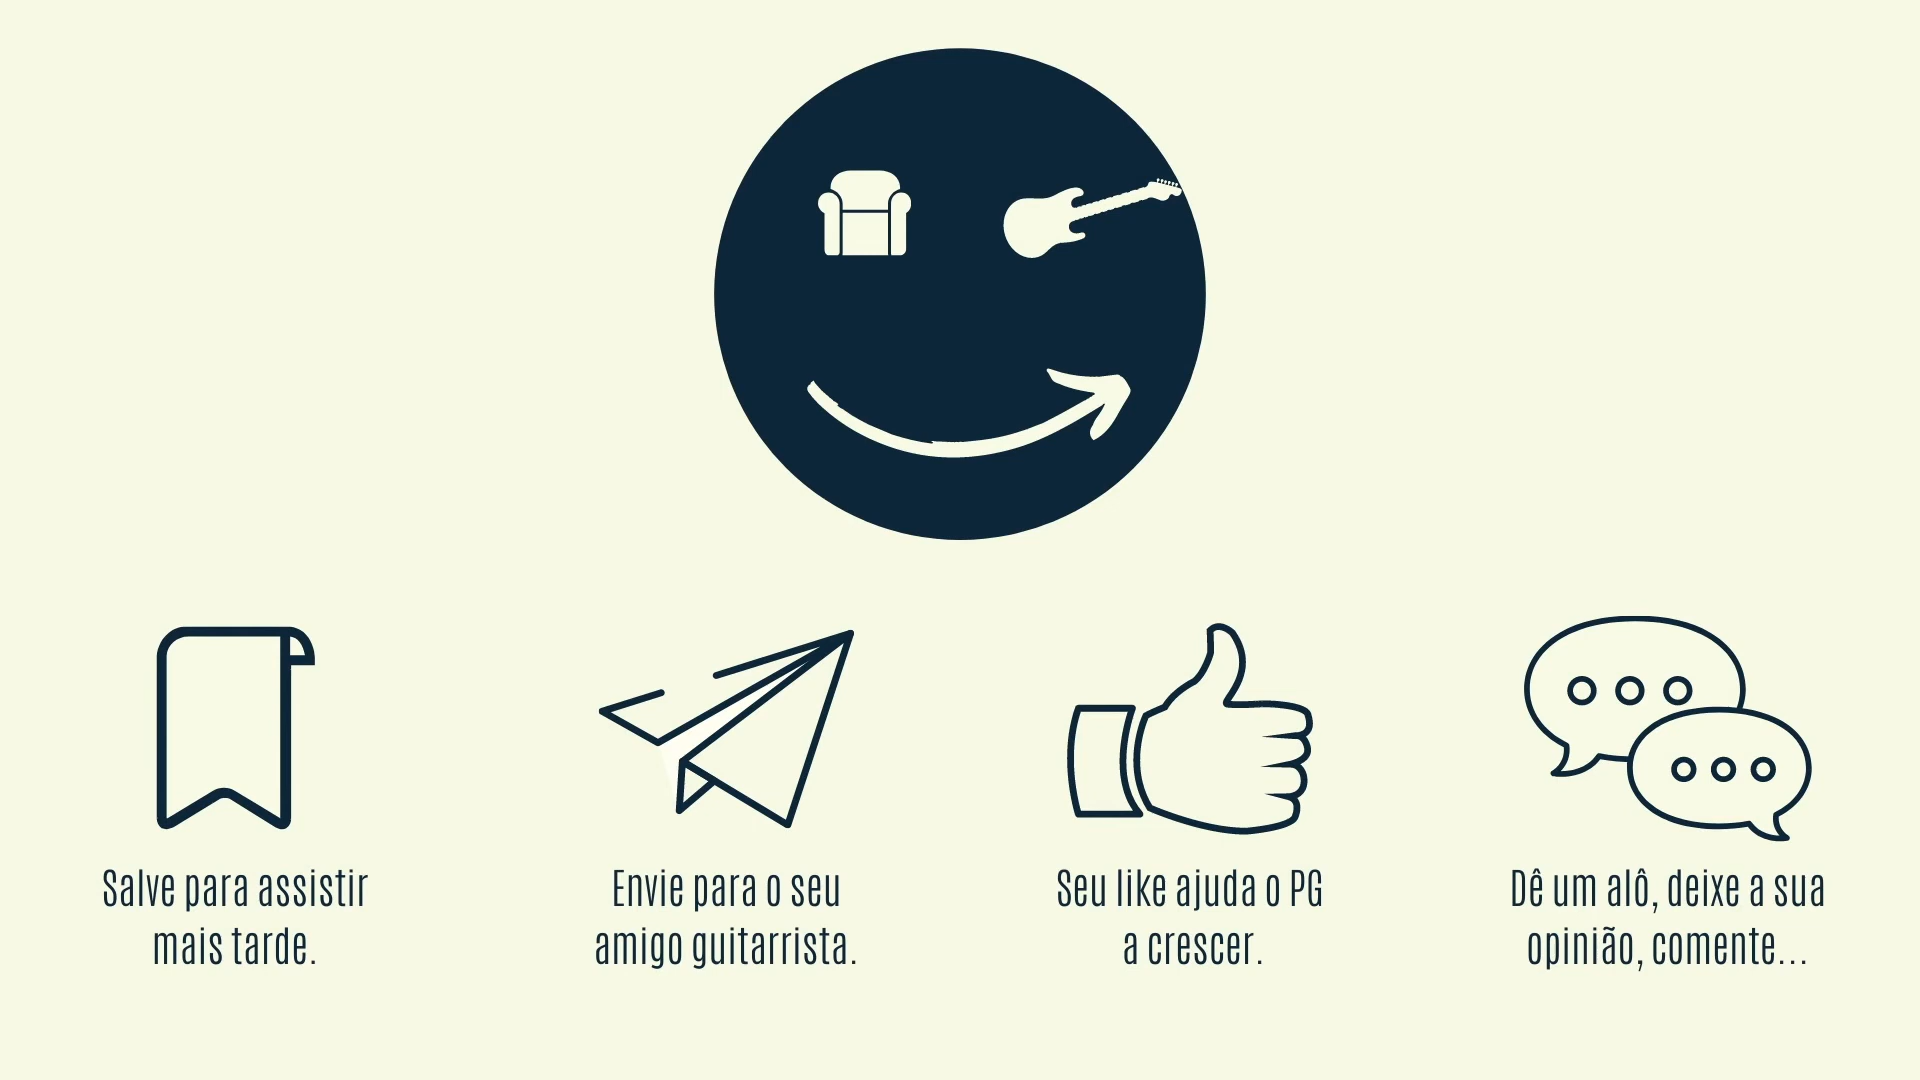 Salve para assistir
mais tarde.
Envie para o seu
amigo guitarrista.
Seu like ajuda o PG
a crescer.
Dê um alô, deixe a sua
opinião, comente...